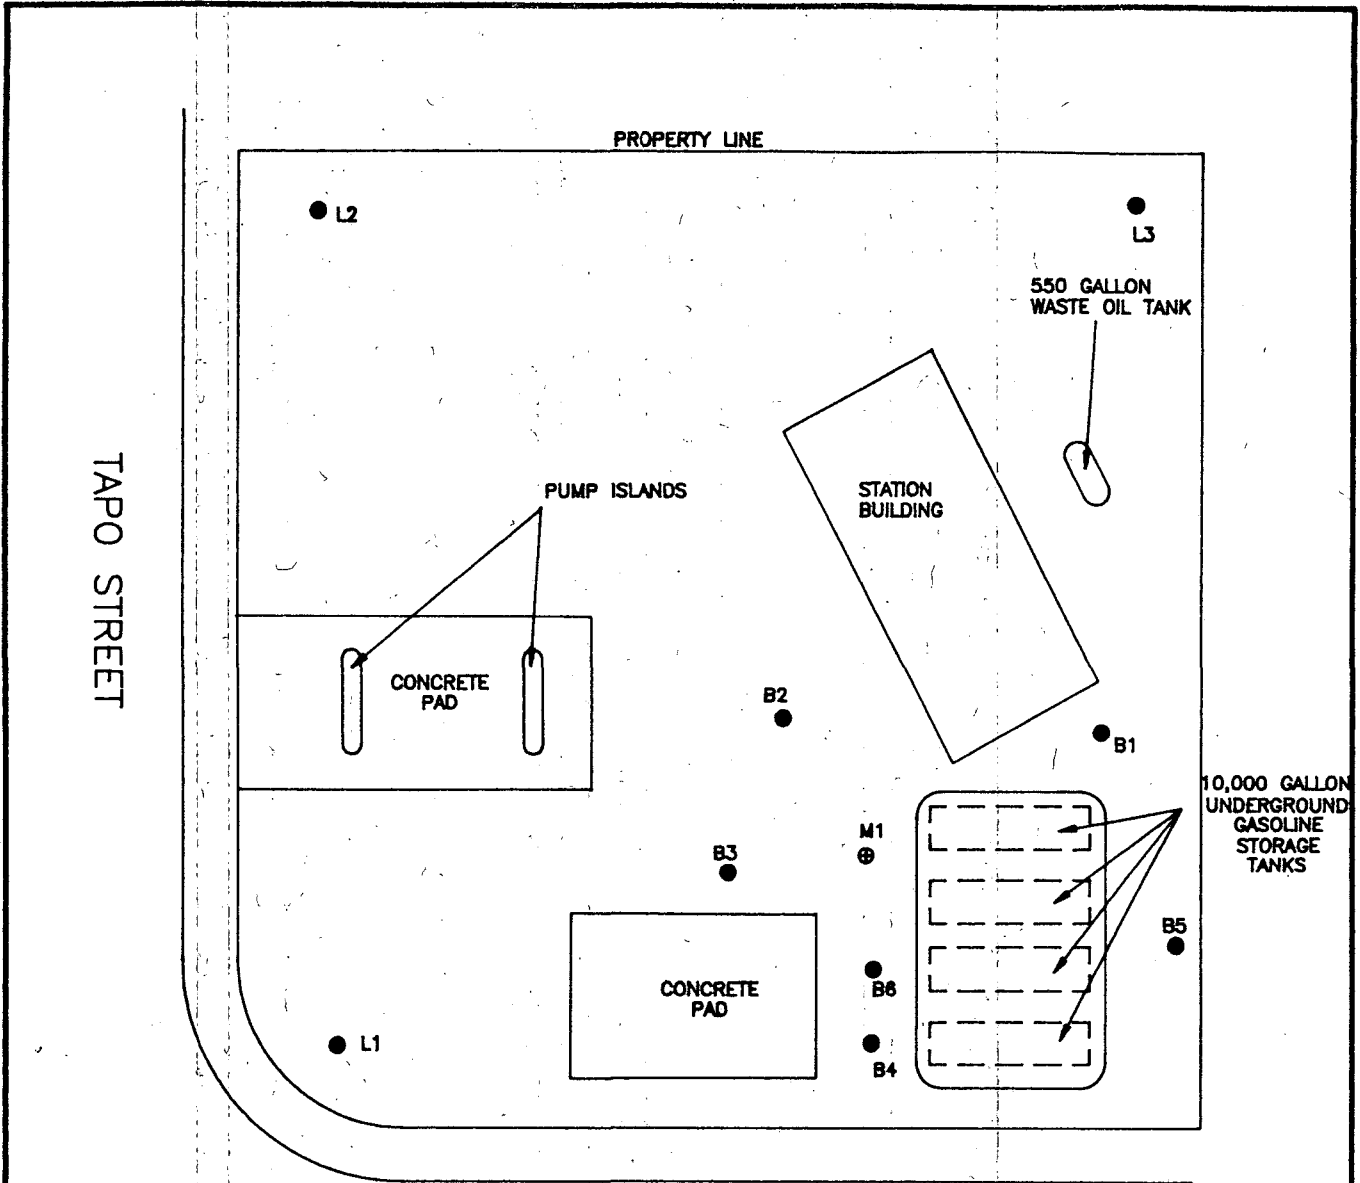 PROPERTY LINE
L2
L3
550 GALLON
WASTE OIL TANK
TAPO STREET
PUMP ISLANDS
STATION
BUILDING
CONCRETE
PAD
B2
B1
10,000 GALLON
UNDERGROUND
GASOLINE
STORAGE
TANKS
M1
B3
B5
CONCRETE
PAD
B6
L1
B4